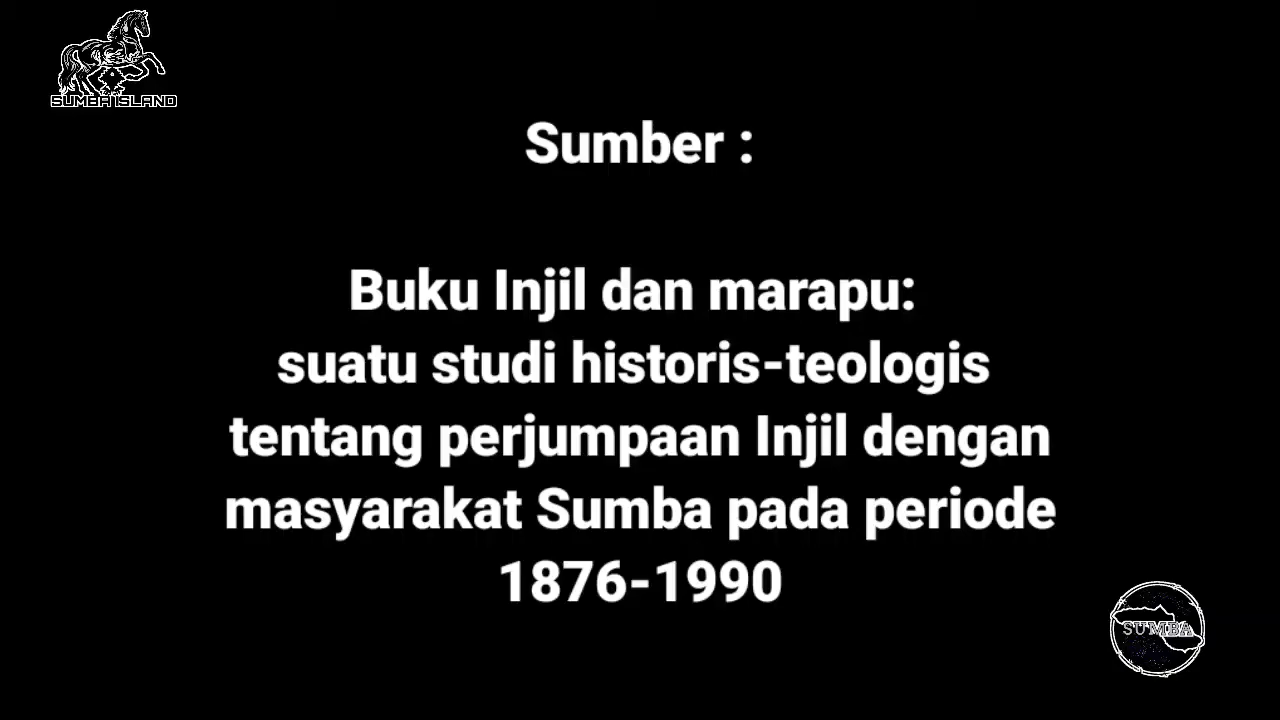 SUMBA ISLAND
Sumber :
Buku Injil dan marapu:
suatu studi historis-teologis
tentang perjumpaan Injil dengan
masyarakat Sumba pada periode
1876-1990
SUMBA